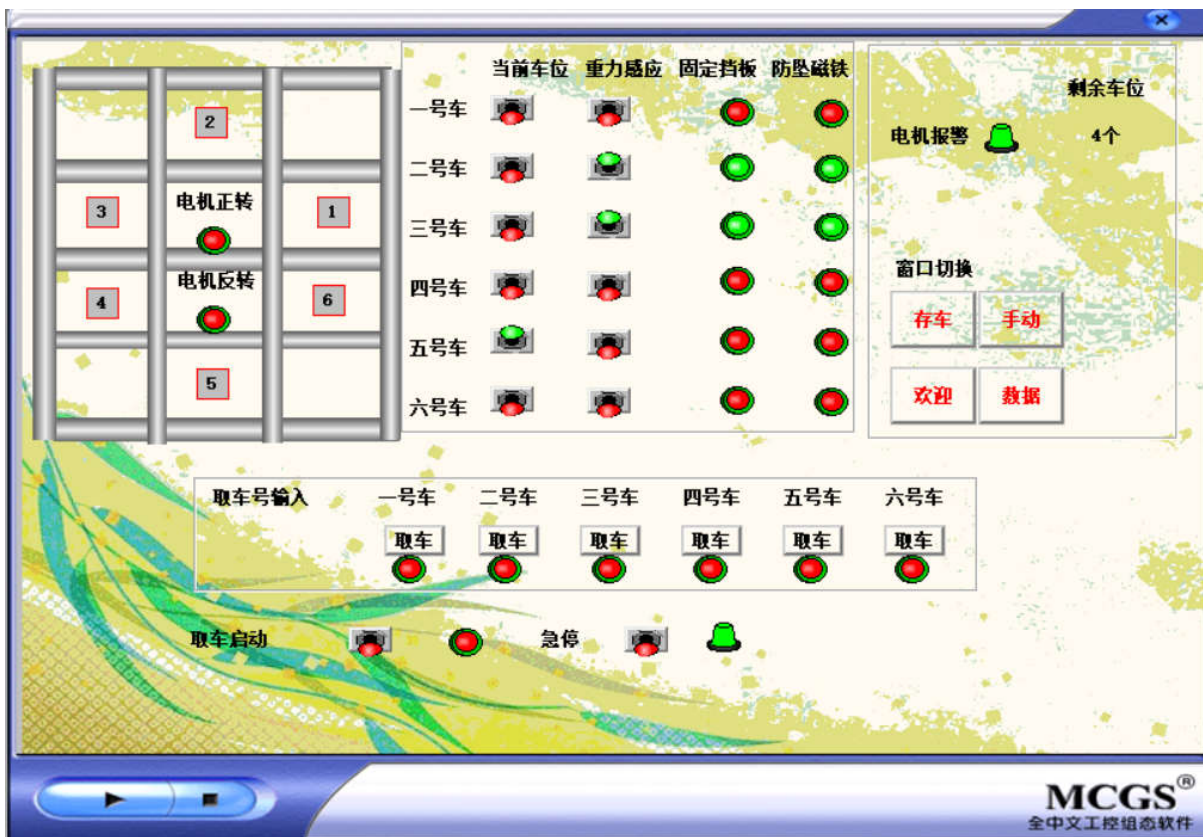 当前车位 重力感应 固定挡板 防坠磁铁
剩余车位
一号车
2
电机报警 4个
二号车
3 电机正转 1
三号车
窗口切换
电机反转
4 6
四号车
存车 手动
五号车
5
六号车
欢迎 数据
取车号输入 一号车 二号车 三号车 四号车 五号车 六号车
取车 取车 取车 取车 取车 取车
取车启动 急停
MCGS®
全中文工控组态软件